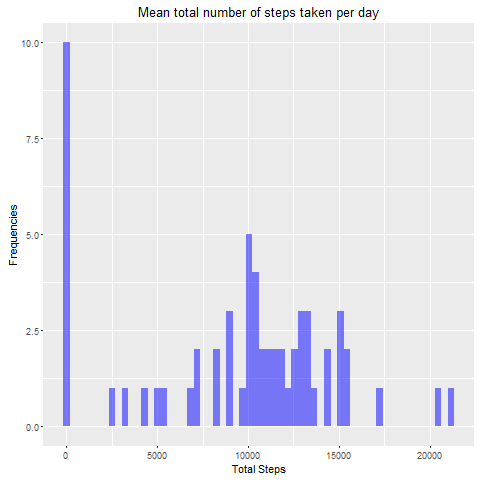 Mean total number of steps taken per day
10.0
7.5
5.0
2.5
0.0
Frequencies
0 5000 10000 15000 20000
Total Steps